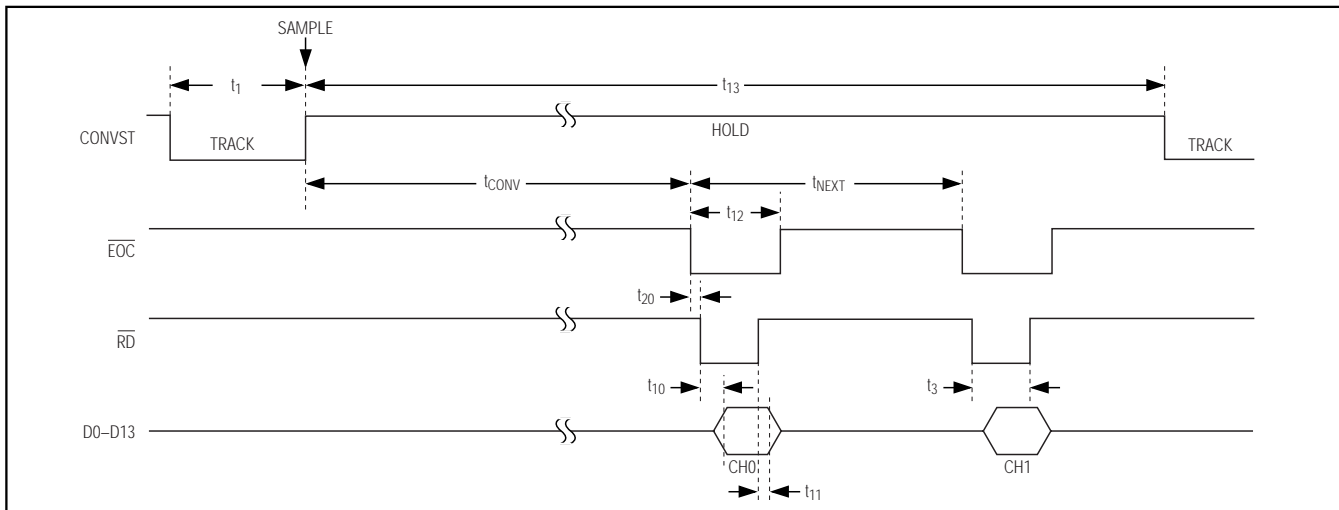 SAMPLE
t1 t13
CONVST TRACK HOLD TRACK
tCONV tNEXT
t12
EOC
t20
RD
t10 t3
D0–D13
CH0 CH1
t11